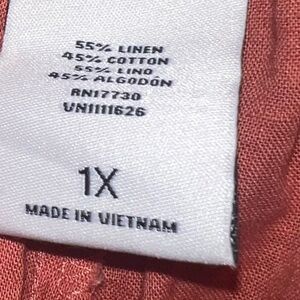 55% LINEN
45% COTTON
55% LINO
45% ALGODÓN
RN17730
VN1111626
1X
MADE IN VIETNAM